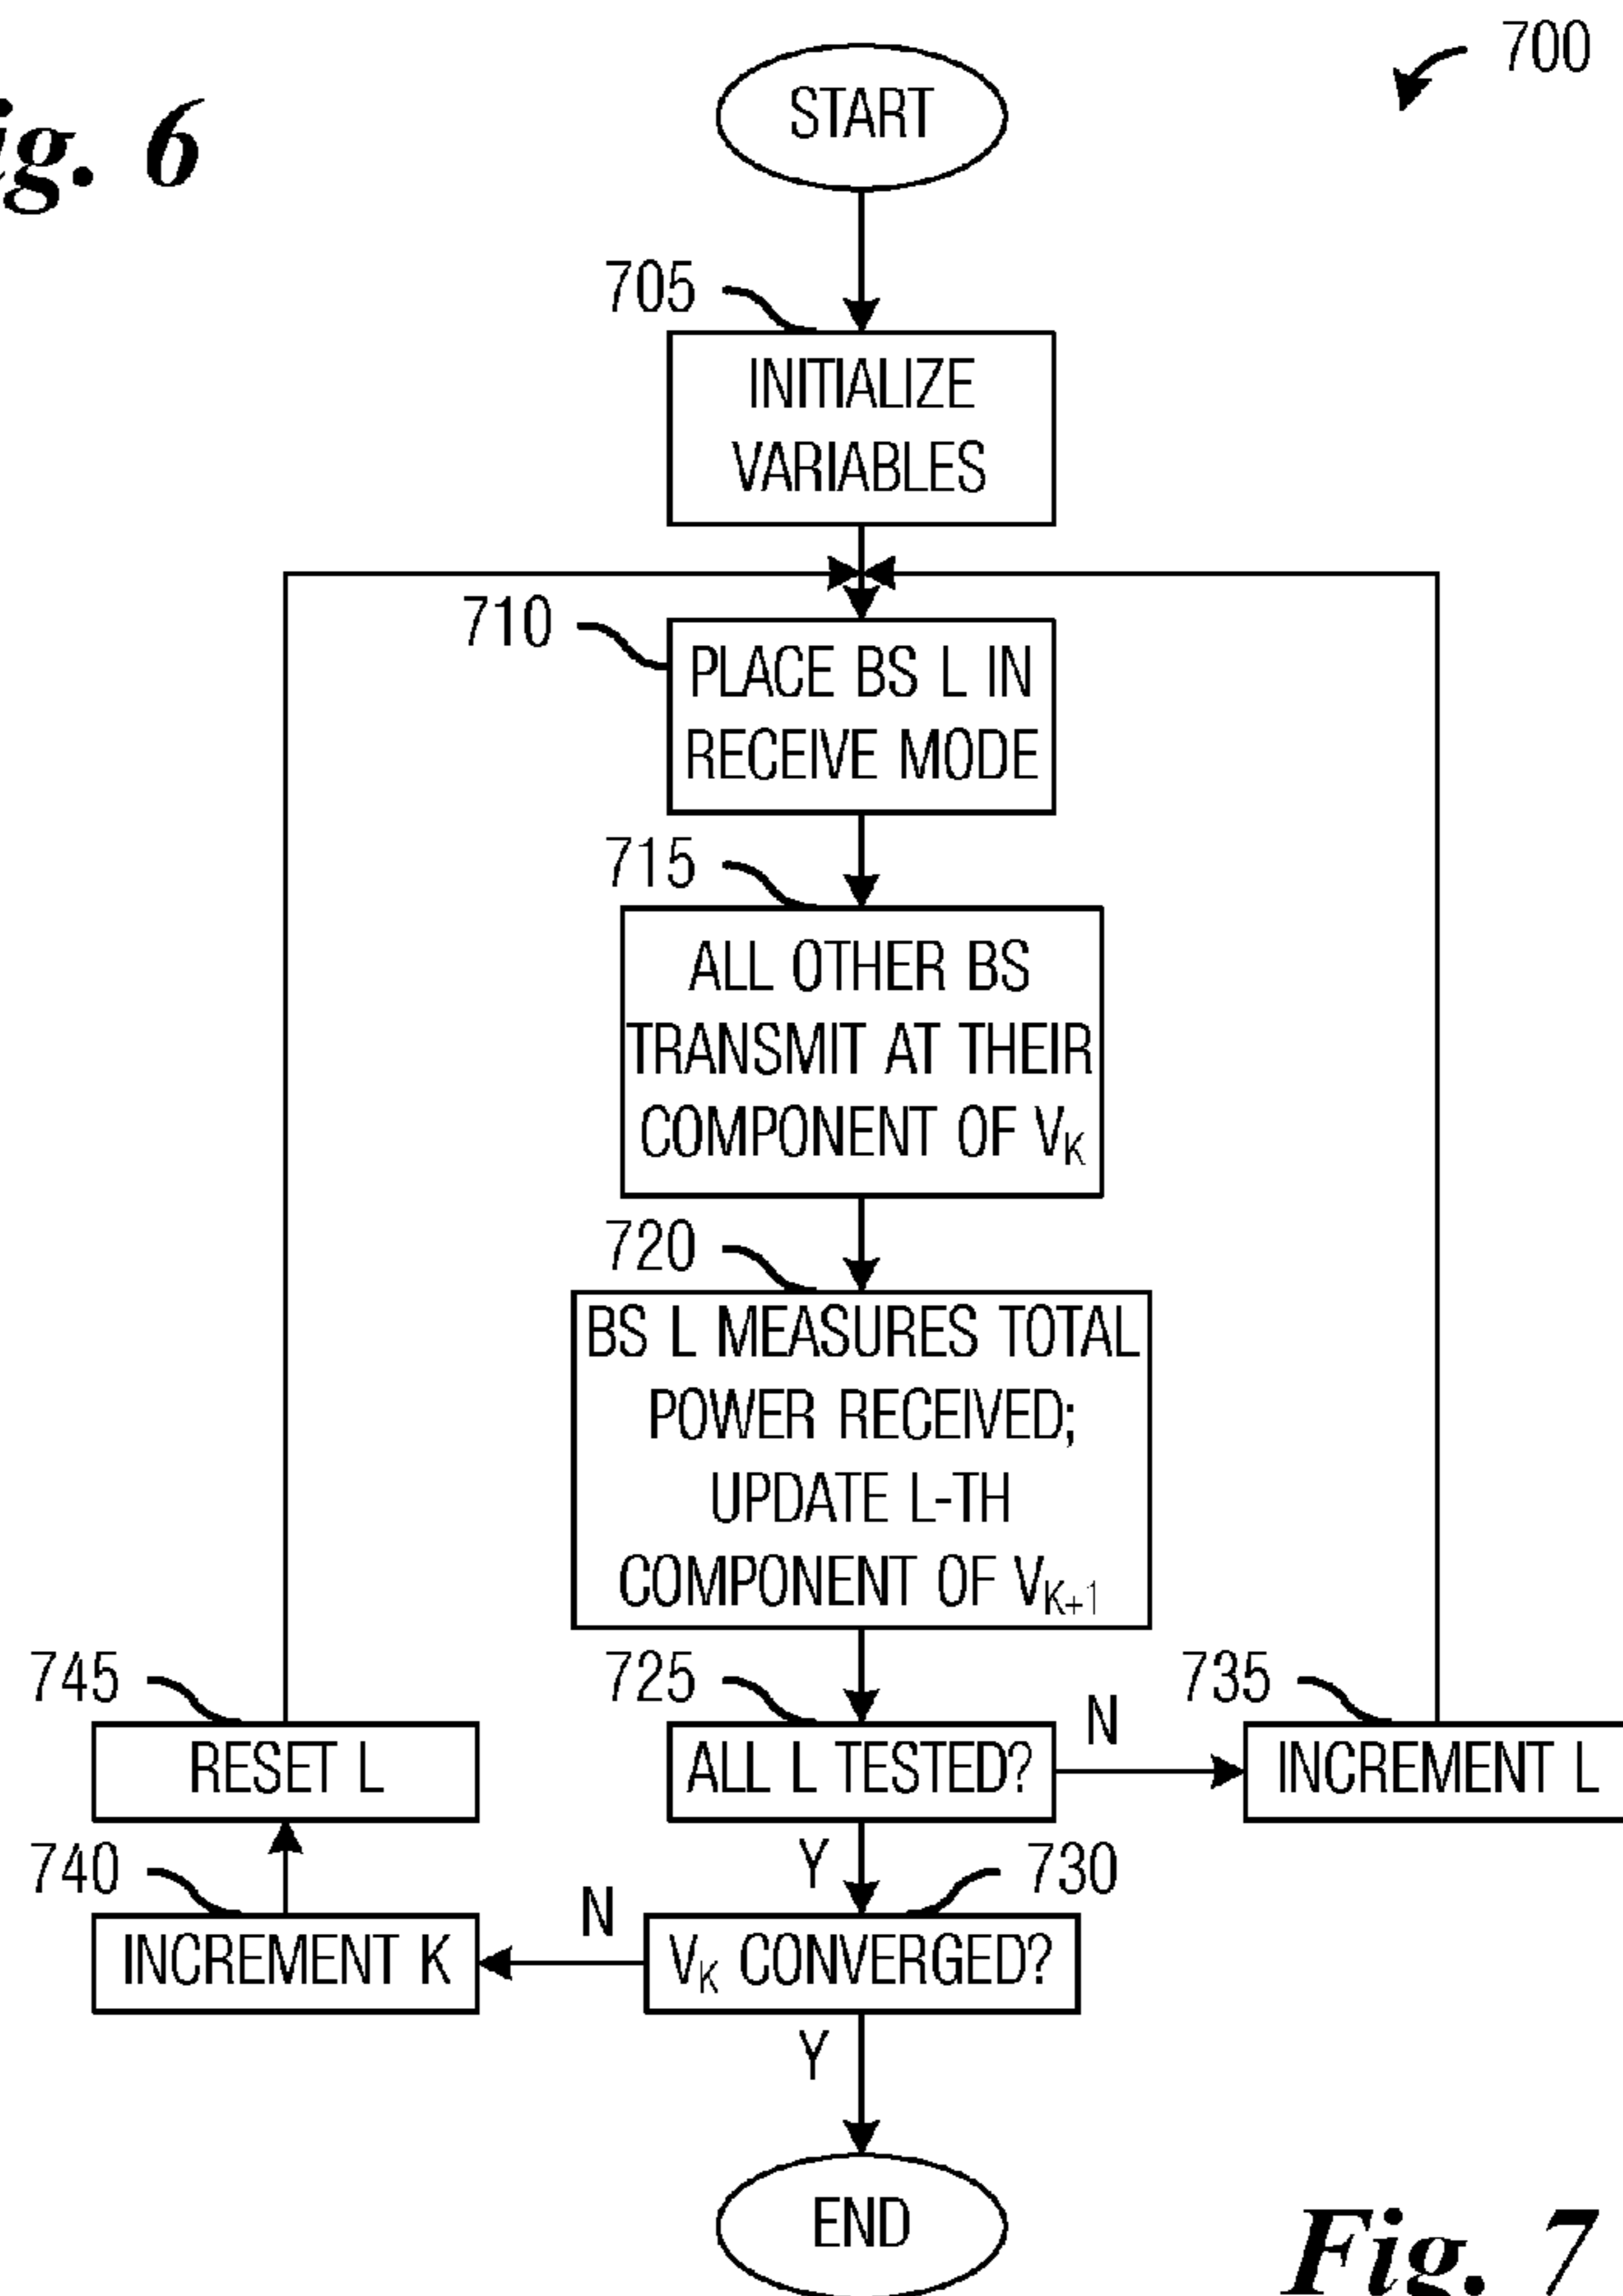 ig. 6
700
START
705
INITIALIZE
VARIABLES
710
PLACE BS L IN
RECEIVE MODE
715
ALL OTHER BS
TRANSMIT AT THEIR
COMPONENT OF VK
720
BS L MEASURES TOTAL
POWER RECEIVED;
UPDATE L-TH
COMPONENT OF VK+1
745
725
735
RESET L
ALL L TESTED?
N
INCREMENT L
740
Y
730
INCREMENT K
N
VK CONVERGED?
Y
END
Fig. 7